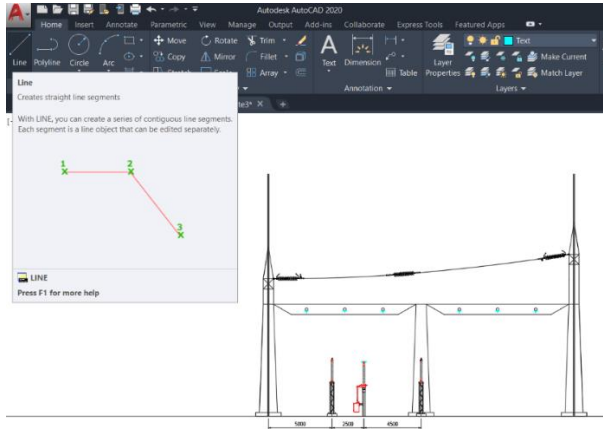 Autodesk AutoCAD 2020
Home Insert Annotate Parametric View Manage Output Add-ins Collaborate Express Tools Featured Apps
Move Rotate Trim Text
Line Polyline Circle Arc Copy Mirror Fillet Text Dimension Layer Properties Make Current
Array Table Match Layer
Annotation Layers
Line
Creates straight line segments
With LINE, you can create a series of contiguous line segments.
Each segment is a line object that can be edited separately.
1 2
3
LINE
Press F1 for more help
5000 2500 4500